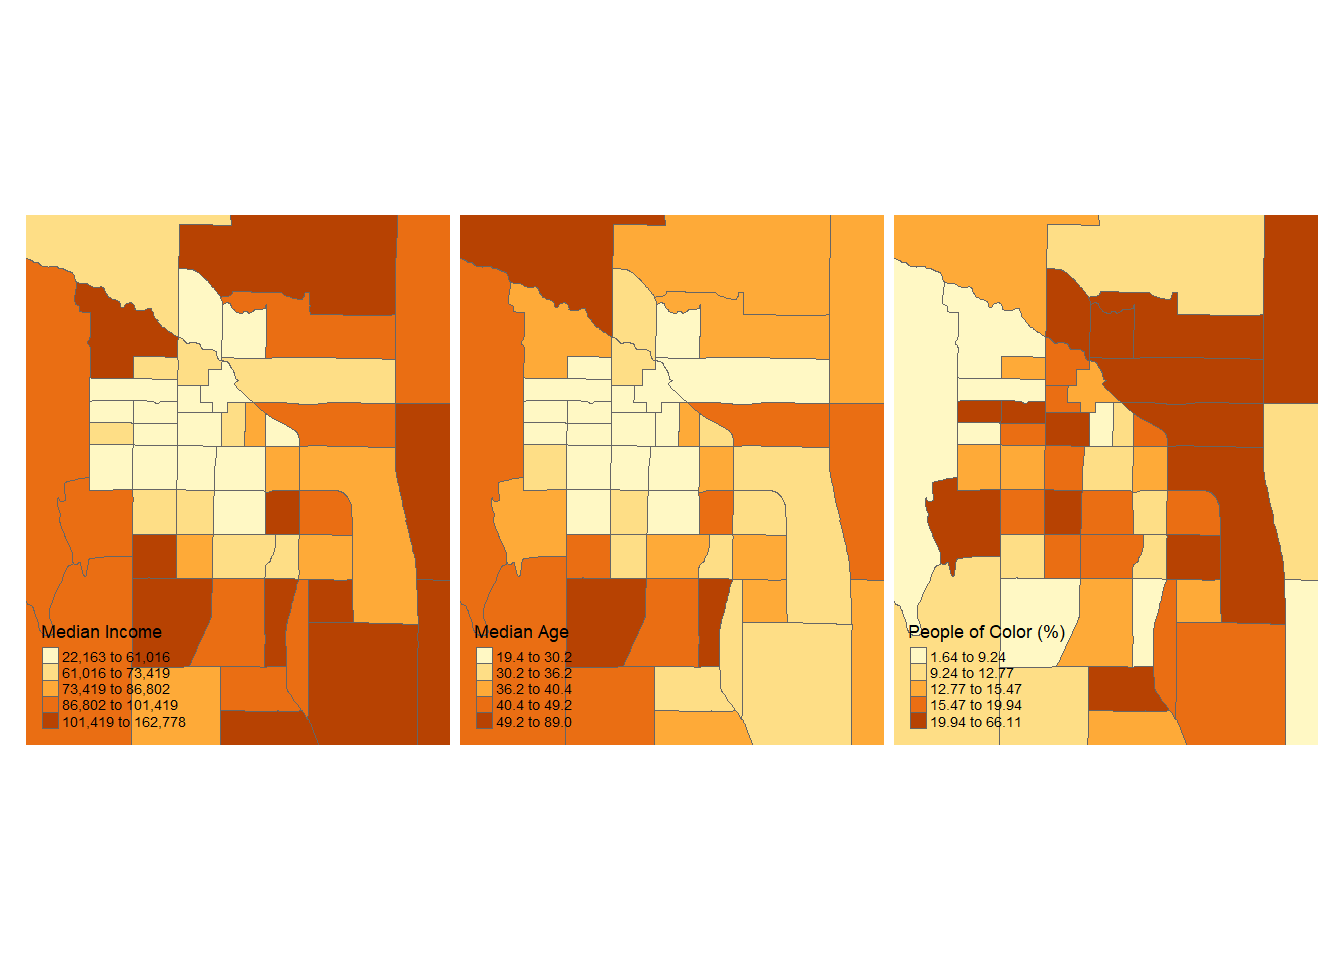 Median Income
22,163 to 61,016
61,016 to 73,419
73,419 to 86,802
86,802 to 101,419
101,419 to 162,778
Median Age
19.4 to 30.2
30.2 to 36.2
36.2 to 40.4
40.4 to 49.2
49.2 to 89.0
People of Color (%)
1.64 to 9.24
9.24 to 12.77
12.77 to 15.47
15.47 to 19.94
19.94 to 66.11